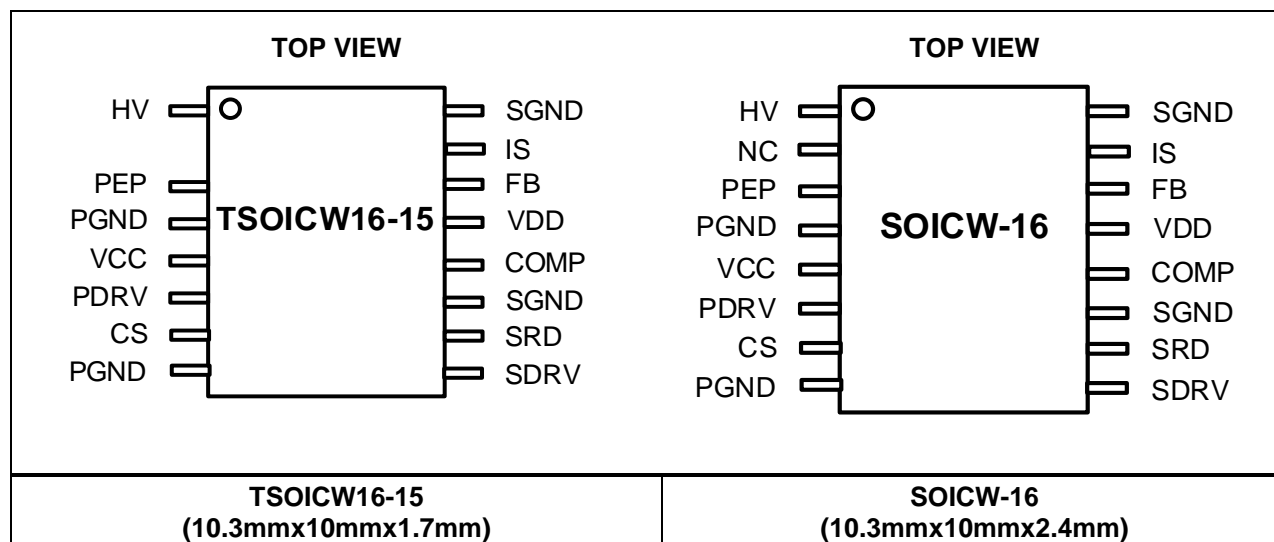 TOP VIEW
HV
PEP
PGND
VCC
PDRV
CS
PGND
TSOICW16-15
SGND
IS
FB
VDD
COMP
SGND
SRD
SDRV
TOP VIEW
HV
NC
PEP
PGND
VCC
PDRV
CS
PGND
SOICW-16
SGND
IS
FB
VDD
COMP
SGND
SRD
SDRV
TSOICW16-15
(10.3mmx10mmx1.7mm)
SOICW-16
(10.3mmx10mmx2.4mm)